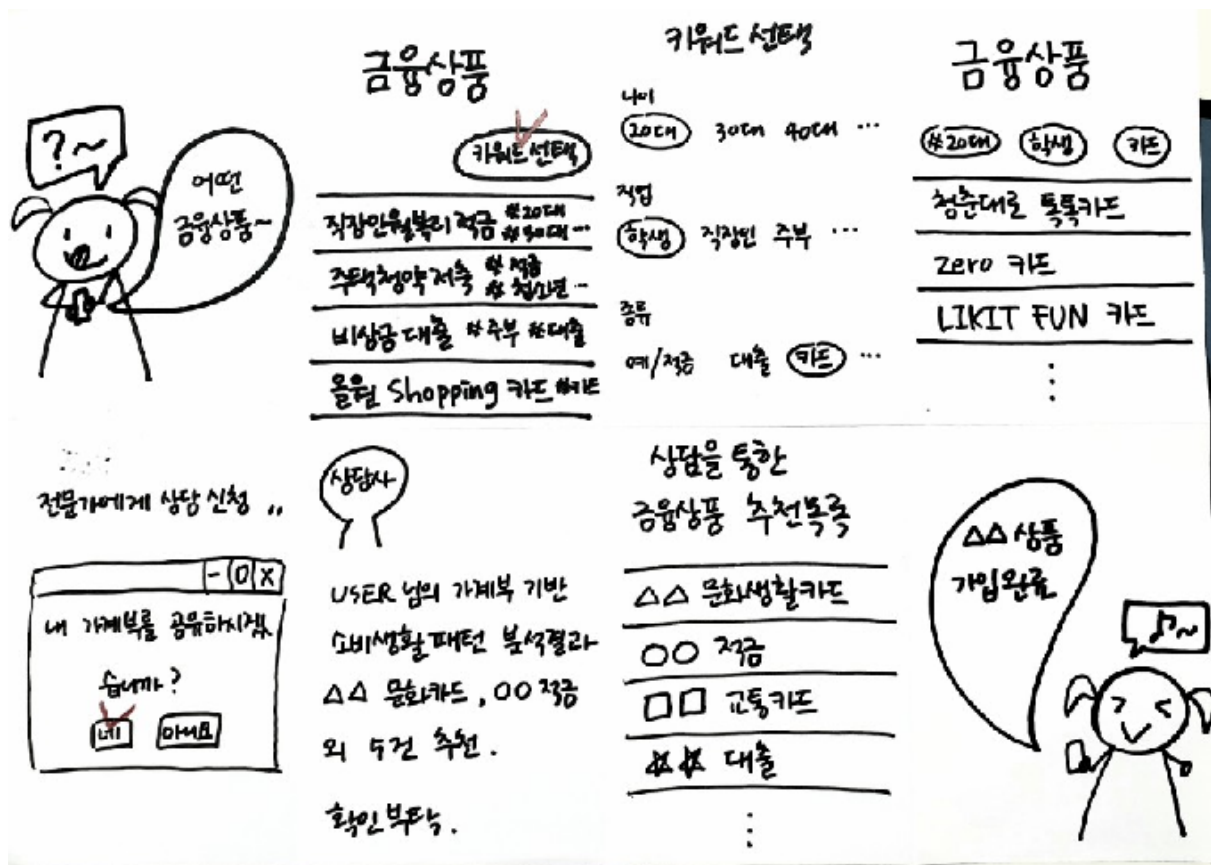 ?~
어떤
금융상품~
금융상품
키워드 선택
직장인월복리 적금 #20대 #30대 …
주택청약저축 #적금 #청소년 …
비상금 대출 #주부 #대출
올원 Shopping 카드 #카드
키워드 선택
나이
20대 30대 40대 …
직업
학생 직장인 주부 …
종류
예/적금 대출 카드 …
금융상품
#20대 학생 카드
청춘대로 톡톡카드
Zero 카드
LIKIT FUN 카드
전문가에게 상담 신청 ..
- O X
내 가계부를 공유하시겠
습니까?
네 아니요
상담사
USER 님의 가계부 기반
소비생활패턴 분석결과
△△ 문화카드, OO 적금
외 수건 추천.
확인부탁.
상담을 통한
금융상품 추천목록
△△ 문화생활카드
OO 적금
□□ 교통카드
☆☆ 대출
△△ 상품
가입완료
♪~